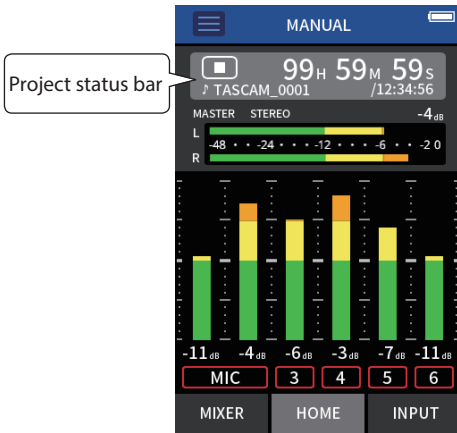 MANUAL
Project status bar
99H 59M 59S
♪ TASCAM_0001 /12:34:56
MASTER STEREO -4dB
L
-48 · · -24 · · · -12 · · · -6 · · -2 0
R
-11dB -4dB -6dB -3dB -7dB -11dB
MIC 3 4 5 6
MIXER HOME INPUT